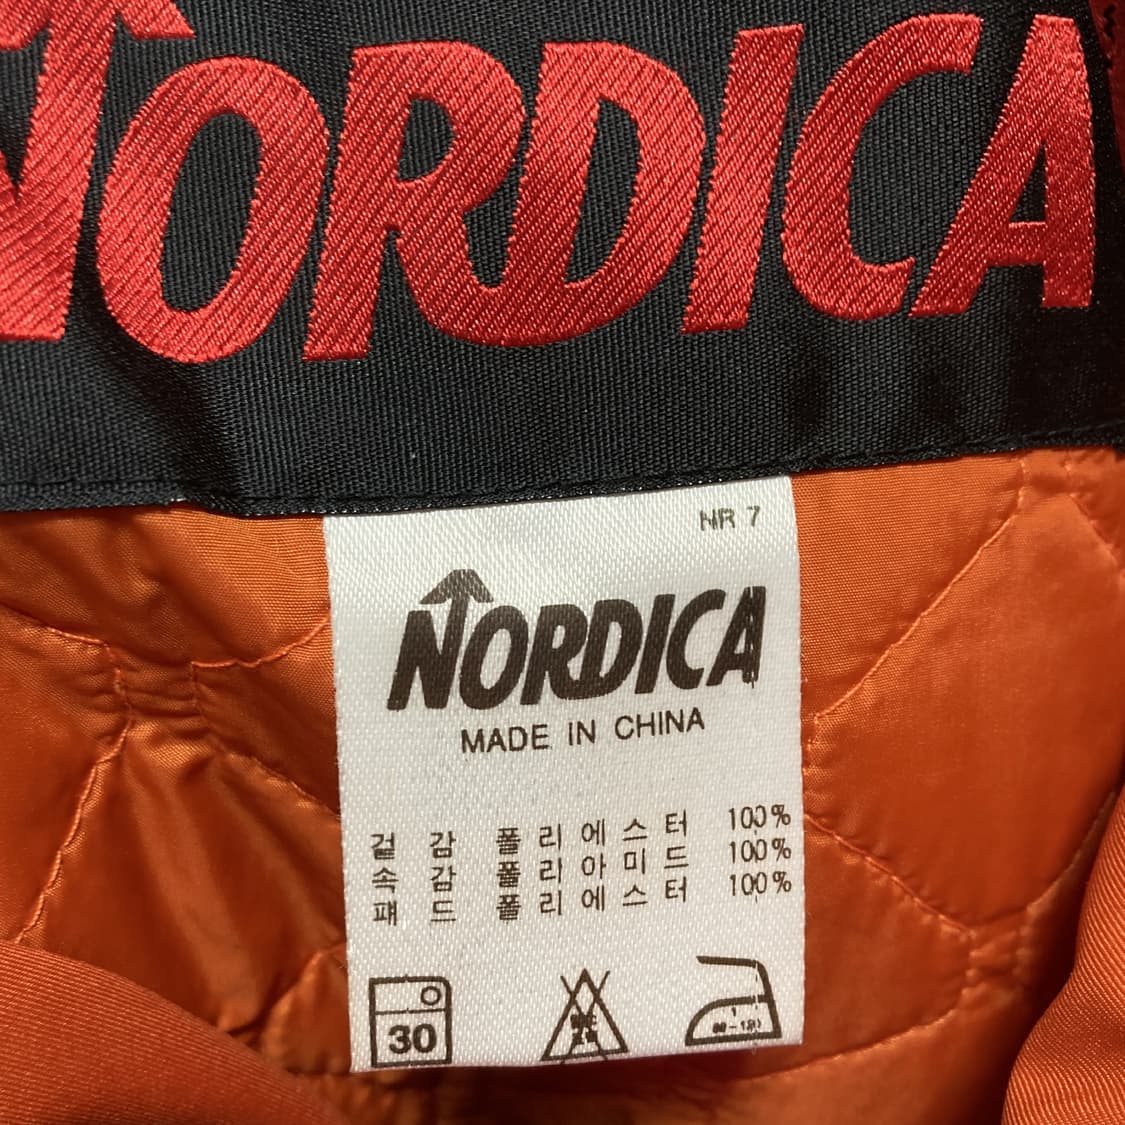 NORDICA
NR 7
NORDICA
MADE IN CHINA
겉 감 폴리에스터 100%
속 감 폴리아미드 100%
패 드 폴리에스터 100%
30